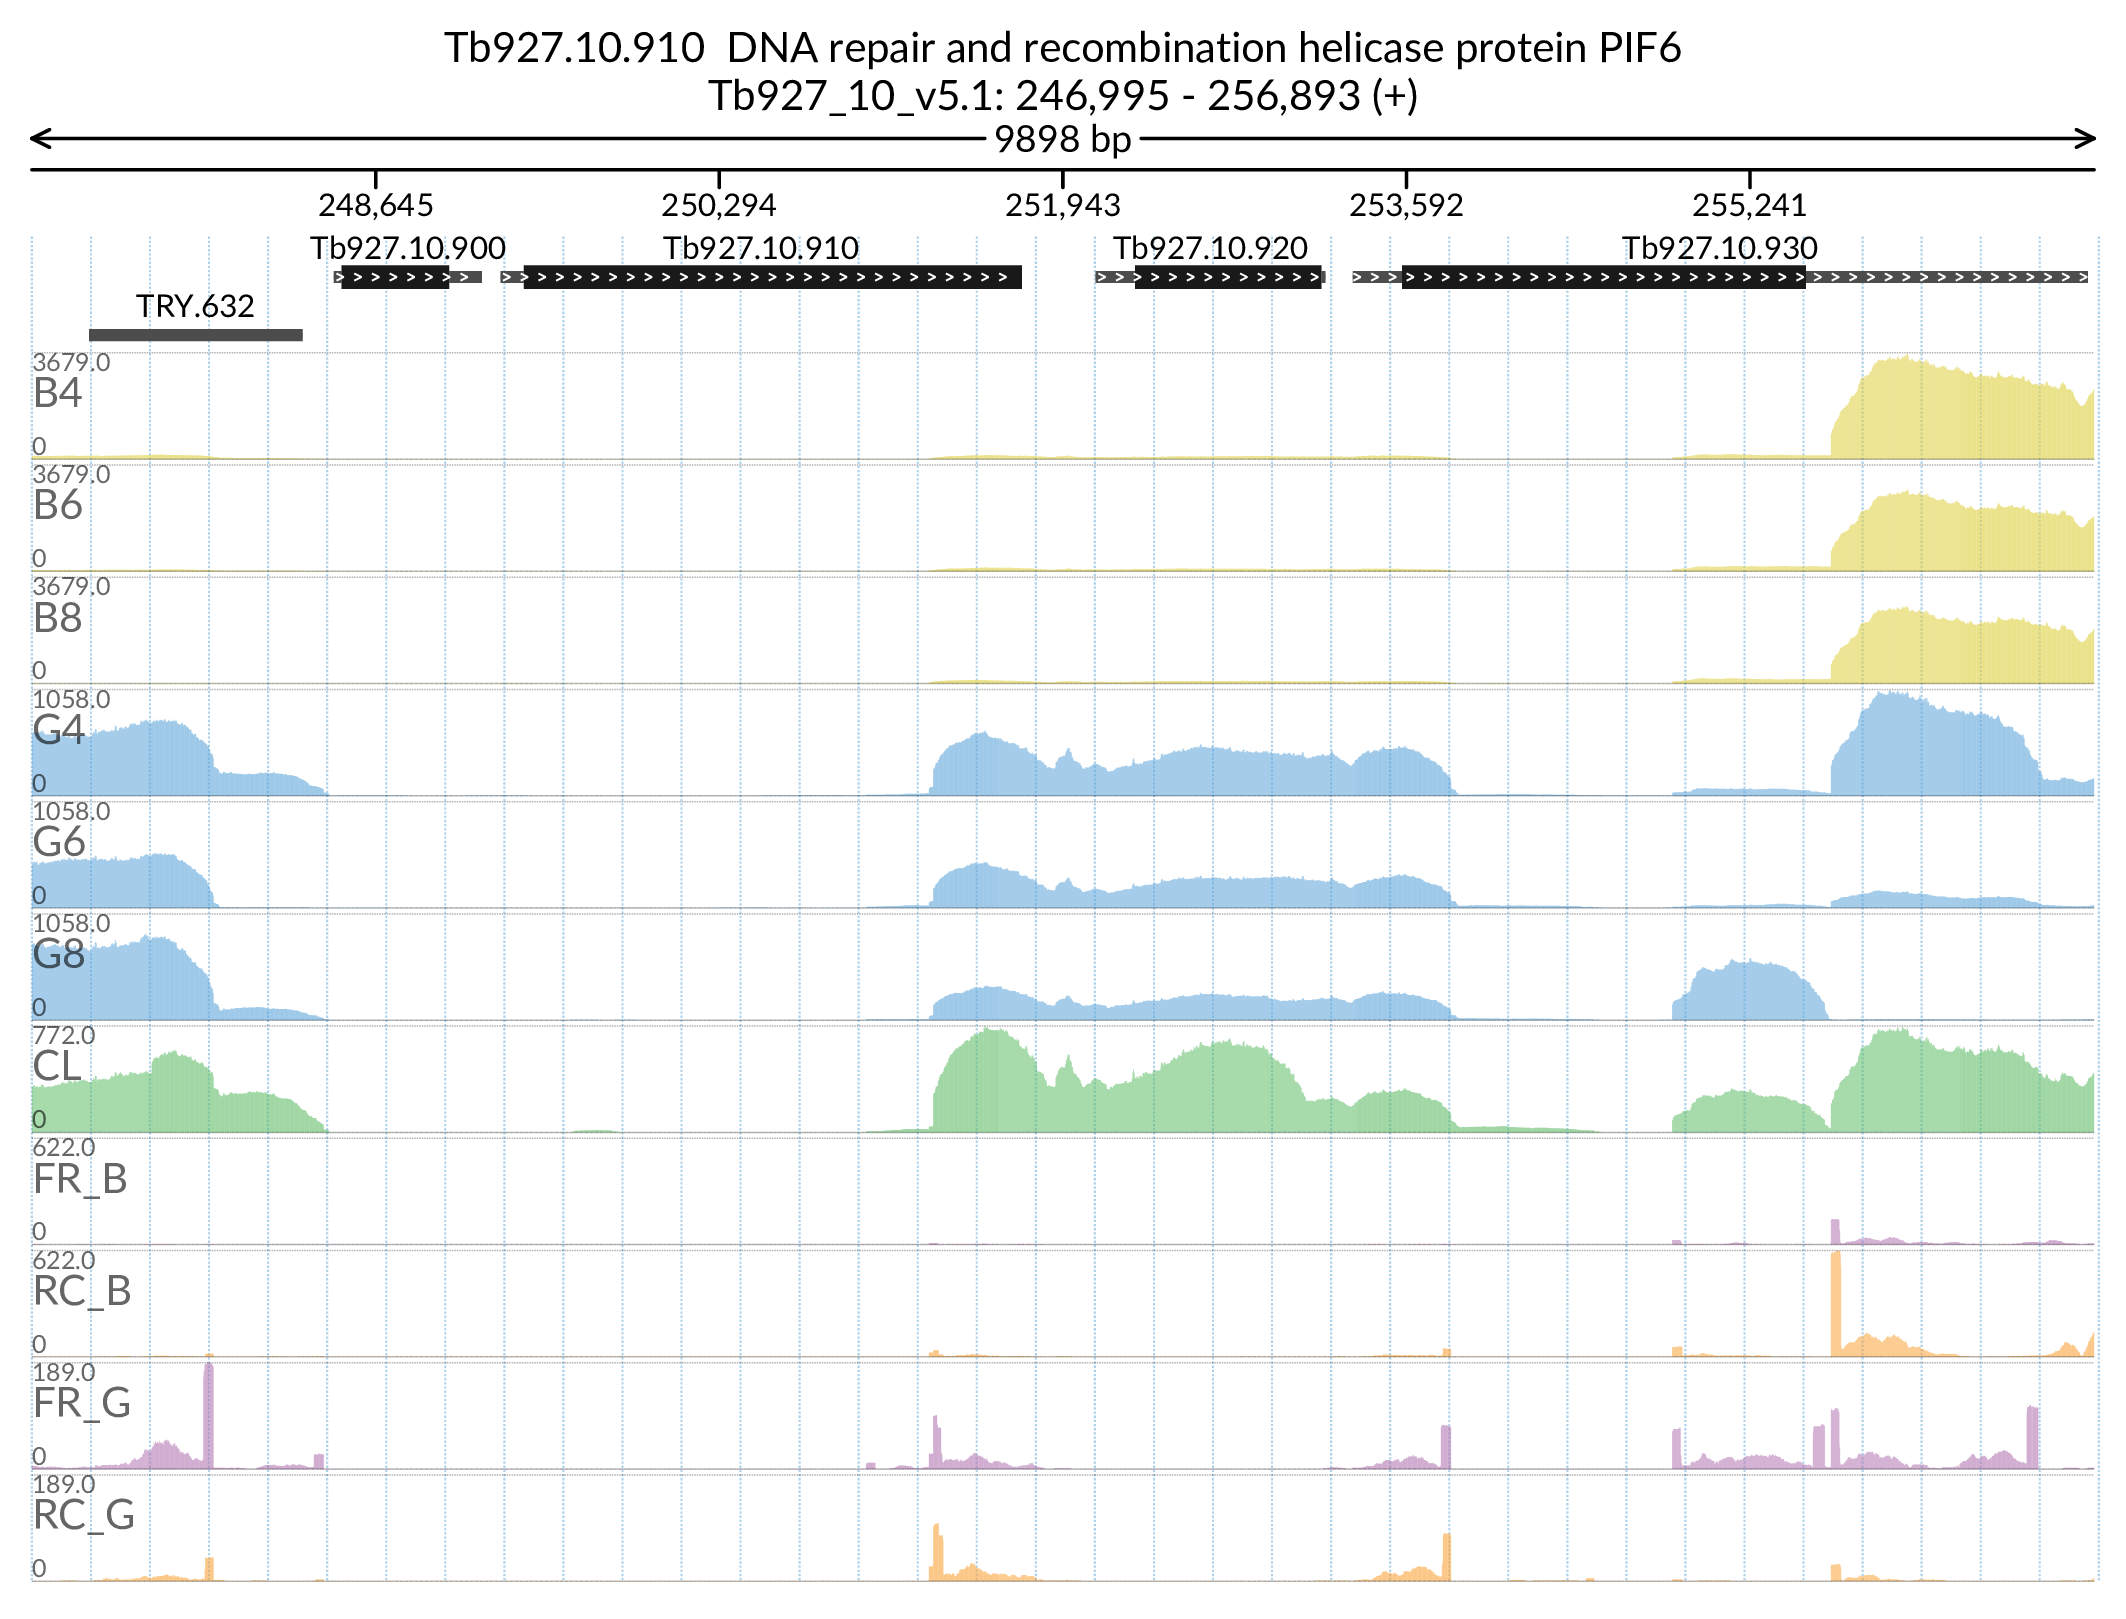 Tb927.10.910 DNA repair and recombination helicase protein PIF6
Tb927_10_v5.1: 246,995 - 256,893 (+)
9898 bp
248,645 250,294 251,943 253,592 255,241
Tb927.10.900 Tb927.10.910 Tb927.10.920 Tb927.10.930
TRY.632
3679.0
B4
0
3679.0
B6
0
3679.0
B8
0
1058.0
G4
0
1058.0
G6
0
1058.0
G8
0
772.0
CL
0
622.0
FR_B
0
622.0
RC_B
0
189.0
FR_G
0
189.0
RC_G
0